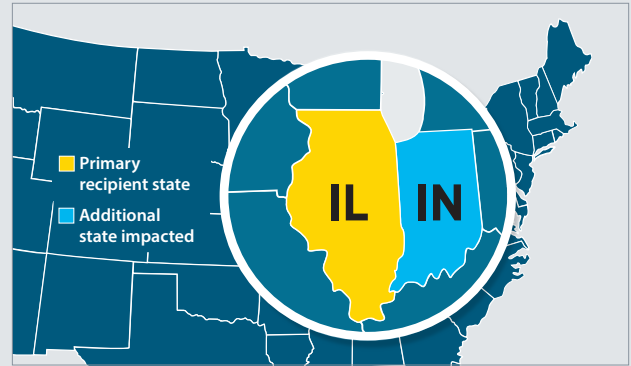 Primary
recipient state
Additional
state impacted
IL IN